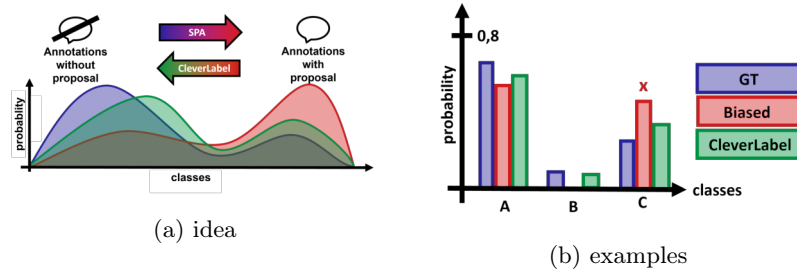 Annotations
without
proposal
SPA
CleverLabel
Annotations
with
proposal
probability
classes
(a) idea
0,8
probability
x
A
B
C
classes
GT
Biased
CleverLabel
(b) examples